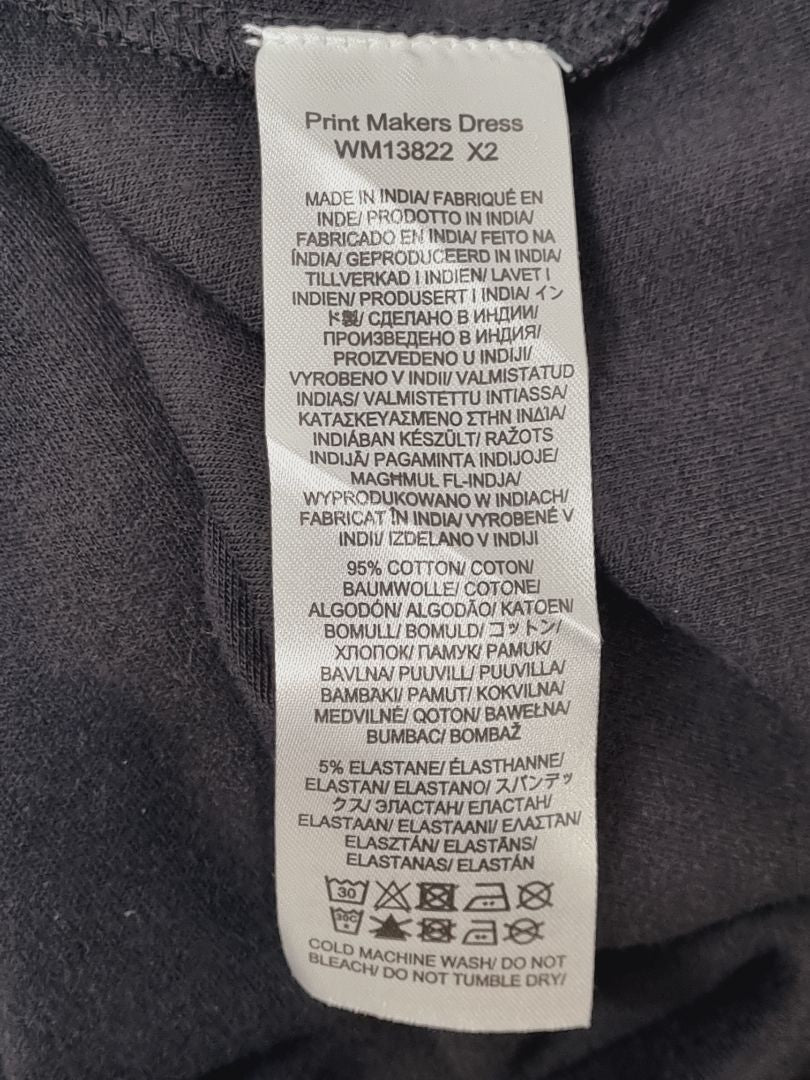 Print Makers Dress
WM13822 X2
MADE IN INDIA/ FABRIQUÉ EN
INDE/ PRODOTTO IN INDIA/
FABRICADO EN INDIA/ FEITO NA
ÍNDIA/ GEPRODUCEERD IN INDIA/
TILLVERKAD I INDIEN/ LAVET I
INDIEN/ PRODUSERT I INDIA/ イン
ド製/ СДЕЛАНО В ИНДИИ/
ПРОИЗВЕДЕНО В ИНДИЯ/
PROIZVEDENO U INDIJI/
VYROBENO V INDII/ VALMISTATUD
INDIAS/ VALMISTETTU INTIASSA/
ΚΑΤΑΣΚΕΥΑΣΜΈΝΟ ΣΤΗΝ ΙΝΔΊΑ/
INDIÁBAN KÉSZÜLT/ RAŽOTS
INDIJĀ/ PAGAMINTA INDIJOJE/
MAGHMUL FL-INDJA/
WYPRODUKOWANO W INDIACH/
FABRICAT ÎN INDIA/ VYROBENÉ V
INDII/ IZDELANO V INDIJI
95% COTTON/ COTON/
BAUMWOLLE/ COTONE/
ALGODÓN/ ALGODÃO/ KATOEN/
BOMULL/ BOMULD/ コットン/
ХЛОПОК/ ПАМУК/ PAMUK/
BAVLNA/ PUUVILL/ PUUVILLA/
ΒΑΜΒΑΚΙ/ PAMUT/ KOKVILNA/
MEDVILNĖ/ QOTON/ BAWEŁNA/
BUMBAC/ BOMBAŽ
5% ELASTANE/ ÉLASTHANNE/
ELASTAN/ ELASTANO/ スパンデッ
クス/ ЭЛАСТАН/ ЕЛАСТАН/
ELASTAAN/ ELASTAANI/ ΕΛΑΣΤΑΝ/
ELASZTÁN/ ELASTĀNS/
ELASTANAS/ ELASTÁN
30
30C
COLD MACHINE WASH/ DO NOT
BLEACH/ DO NOT TUMBLE DRY/